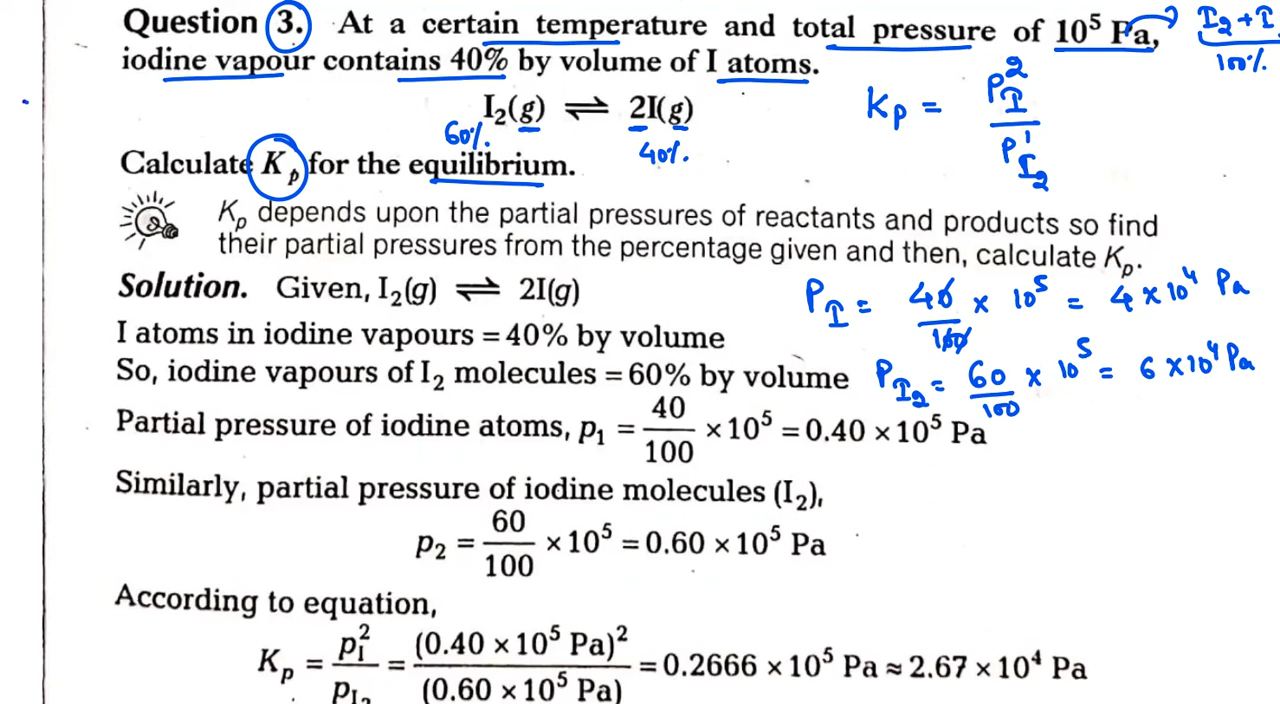 Question 3. At a certain temperature and total pressure of 10⁵ Pa, I₂ + I
iodine vapour contains 40% by volume of I atoms. 100%
I₂(g) ⇌ 2I(g)
60% 40%
Kp = P²I / P¹I₂
Calculate Kp for the equilibrium.
Kp depends upon the partial pressures of reactants and products so find
their partial pressures from the percentage given and then, calculate Kp.
Solution. Given, I₂(g) ⇌ 2I(g)
PI = 40/100 × 10⁵ = 4 × 10⁴ Pa
I atoms in iodine vapours = 40% by volume
So, iodine vapours of I₂ molecules = 60% by volume
PI₂ = 60/100 × 10⁵ = 6 × 10⁴ Pa
Partial pressure of iodine atoms, p₁ = 40/100 × 10⁵ = 0.40 × 10⁵ Pa
Similarly, partial pressure of iodine molecules (I₂),
p₂ = 60/100 × 10⁵ = 0.60 × 10⁵ Pa
According to equation,
Kp = p²I / pI₂ = (0.40 × 10⁵ Pa)² / (0.60 × 10⁵ Pa) = 0.2666 × 10⁵ Pa ≈ 2.67 × 10⁴ Pa